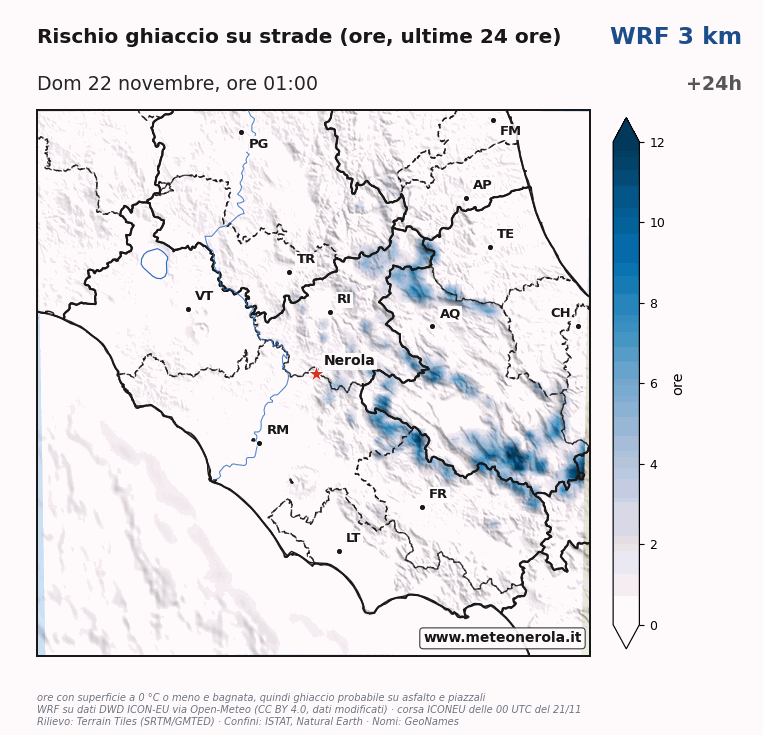 Rischio ghiaccio su strade (ore, ultime 24 ore)
WRF 3 km
Dom 22 novembre, ore 01:00
+24h
FM
PG
AP
TE
TR
VT
RI
AQ
CH
Nerola
RM
FR
LT
www.meteonerola.it
12
10
8
6
4
2
0
ore
ore con superficie a 0 °C o meno e bagnata, quindi ghiaccio probabile su asfalto e piazzali
WRF su dati DWD ICON-EU via Open-Meteo (CC BY 4.0, dati modificati) · corsa ICONEU delle 00 UTC del 21/11
Rilievo: Terrain Tiles (SRTM/GMTED) · Confini: ISTAT, Natural Earth · Nomi: GeoNames